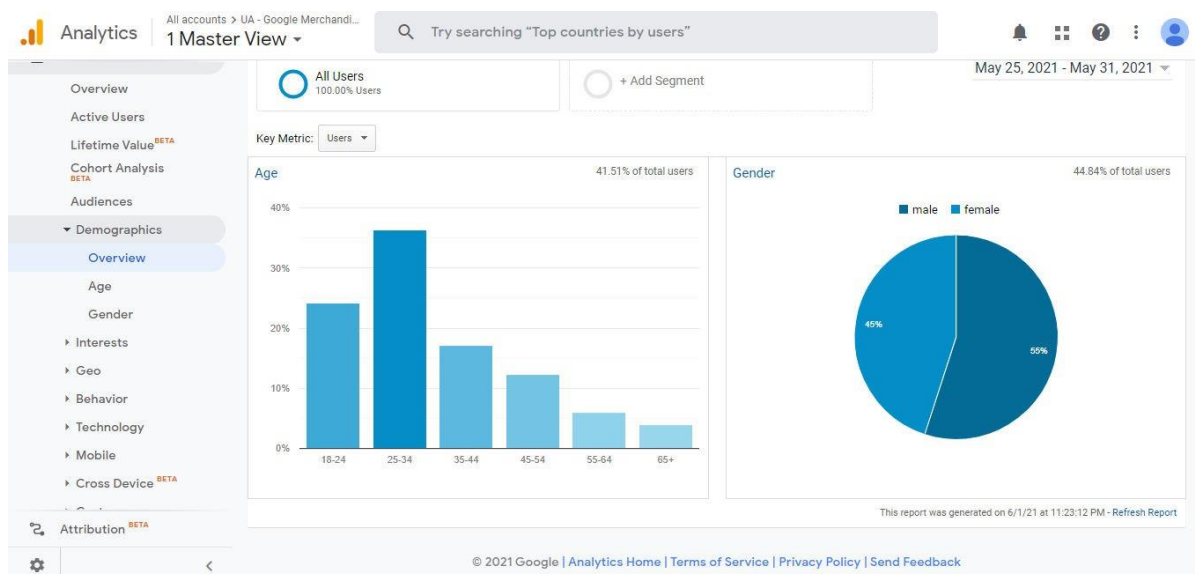 All accounts > UA - Google Merchandi...
Analytics
1 Master View
Try searching "Top countries by users"
Overview
Active Users
Lifetime Value BETA
Cohort Analysis
BETA
Audiences
Demographics
Overview
Age
Gender
Interests
Geo
Behavior
Technology
Mobile
Cross Device BETA
Attribution BETA
All Users
100.00% Users
+ Add Segment
May 25, 2021 - May 31, 2021
Key Metric: Users
Age
41.51% of total users
40%
30%
20%
10%
0%
18-24 25-34 35-44 45-54 55-64 65+
Gender
44.84% of total users
male female
45%
55%
This report was generated on 6/1/21 at 11:23:12 PM - Refresh Report
© 2021 Google | Analytics Home | Terms of Service | Privacy Policy | Send Feedback